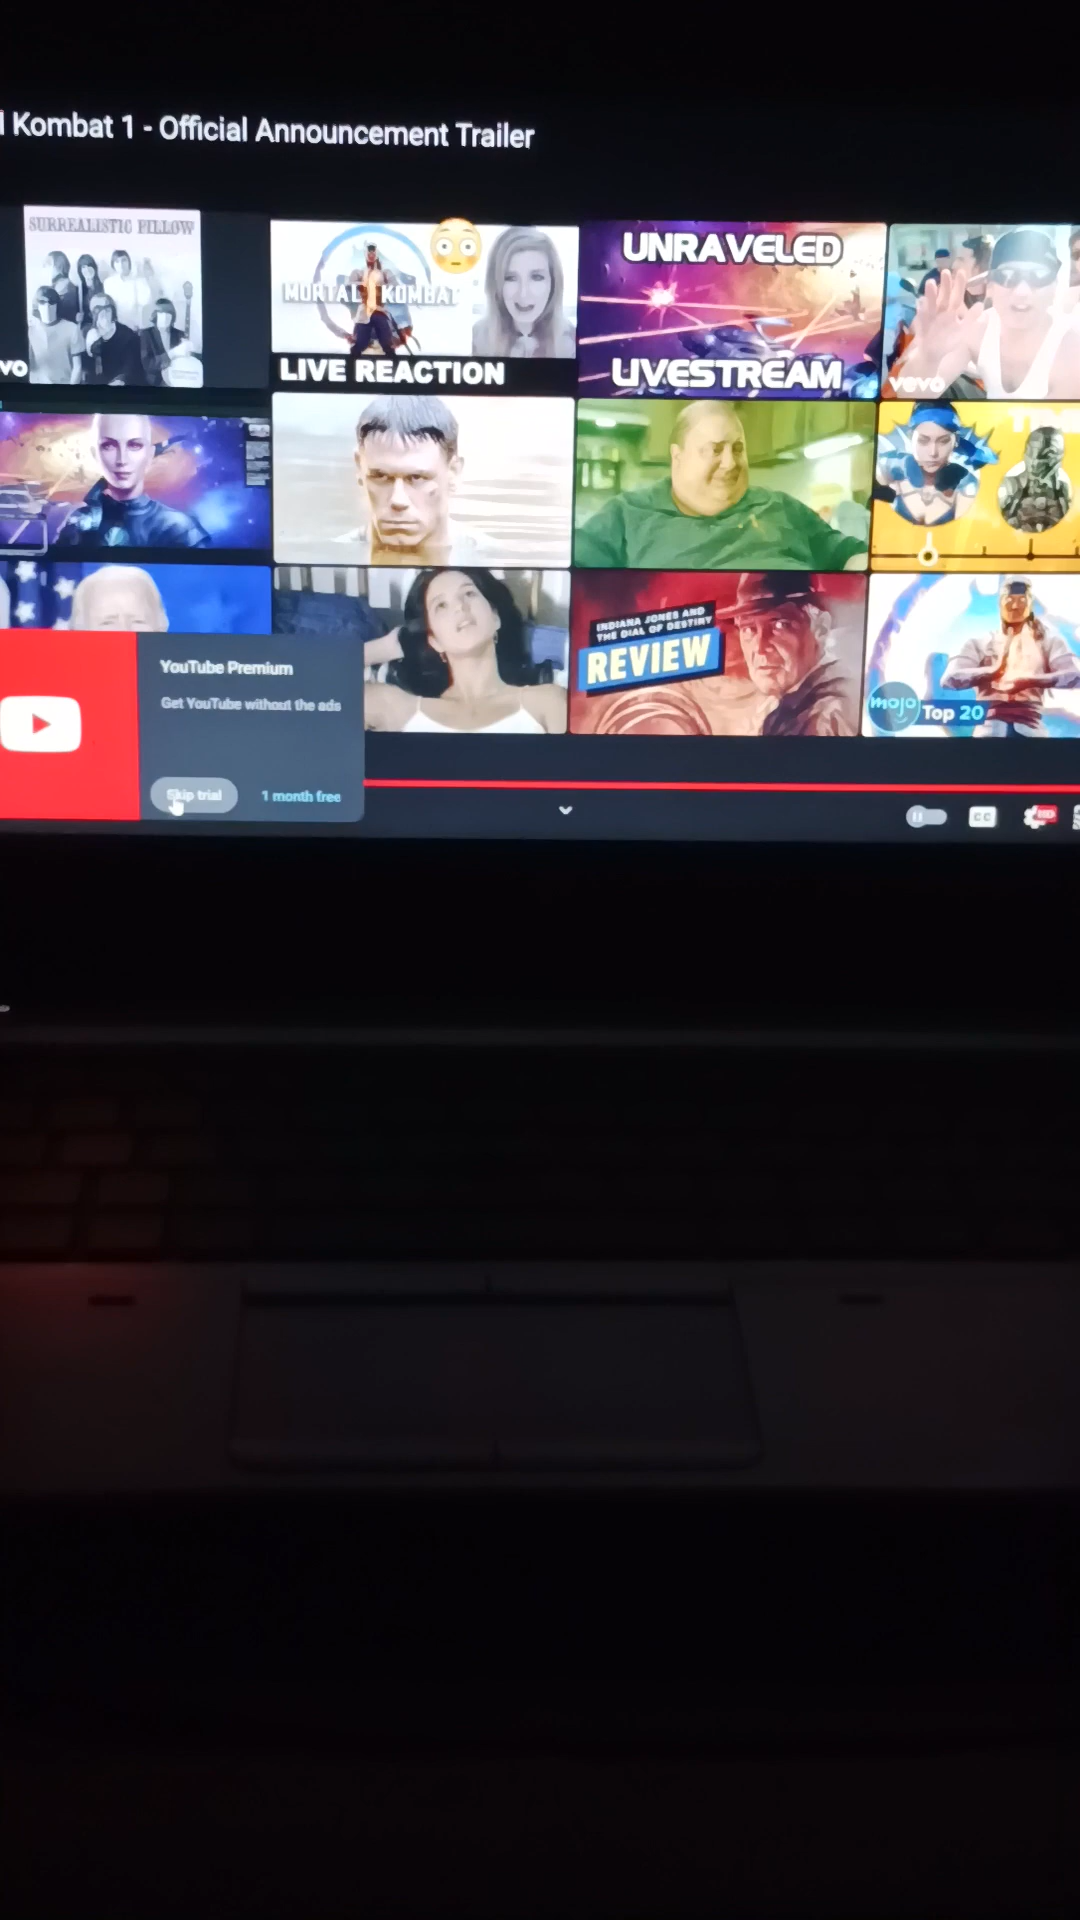 l Kombat 1 - Official Announcement Trailer
SURREALISTIC PILLOW
vo
MORTAL KOMBAT
LIVE REACTION
UNRAVELED
LIVESTREAM
vevo
INDIANA JONES AND
THE DIAL OF DESTINY
REVIEW
mojo
Top 20
YouTube Premium
Get YouTube without the ads
Skip trial
1 month free
CC
HD